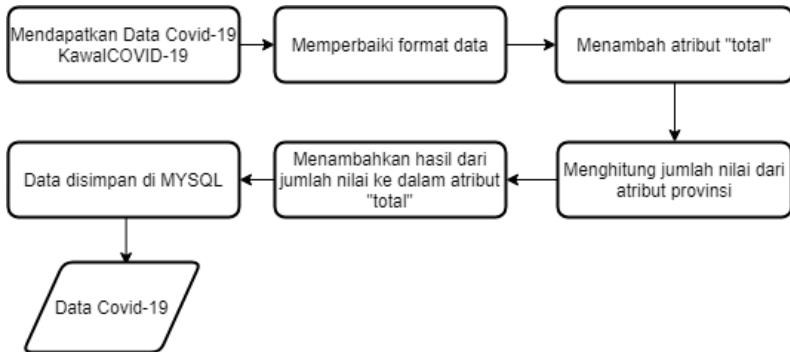 Mendapatkan Data Covid-19
KawalCOVID-19
Memperbaiki format data
Menambah atribut "total"
Menghitung jumlah nilai dari
atribut provinsi
Menambahkan hasil dari
jumlah nilai ke dalam atribut
"total"
Data disimpan di MYSQL
Data Covid-19